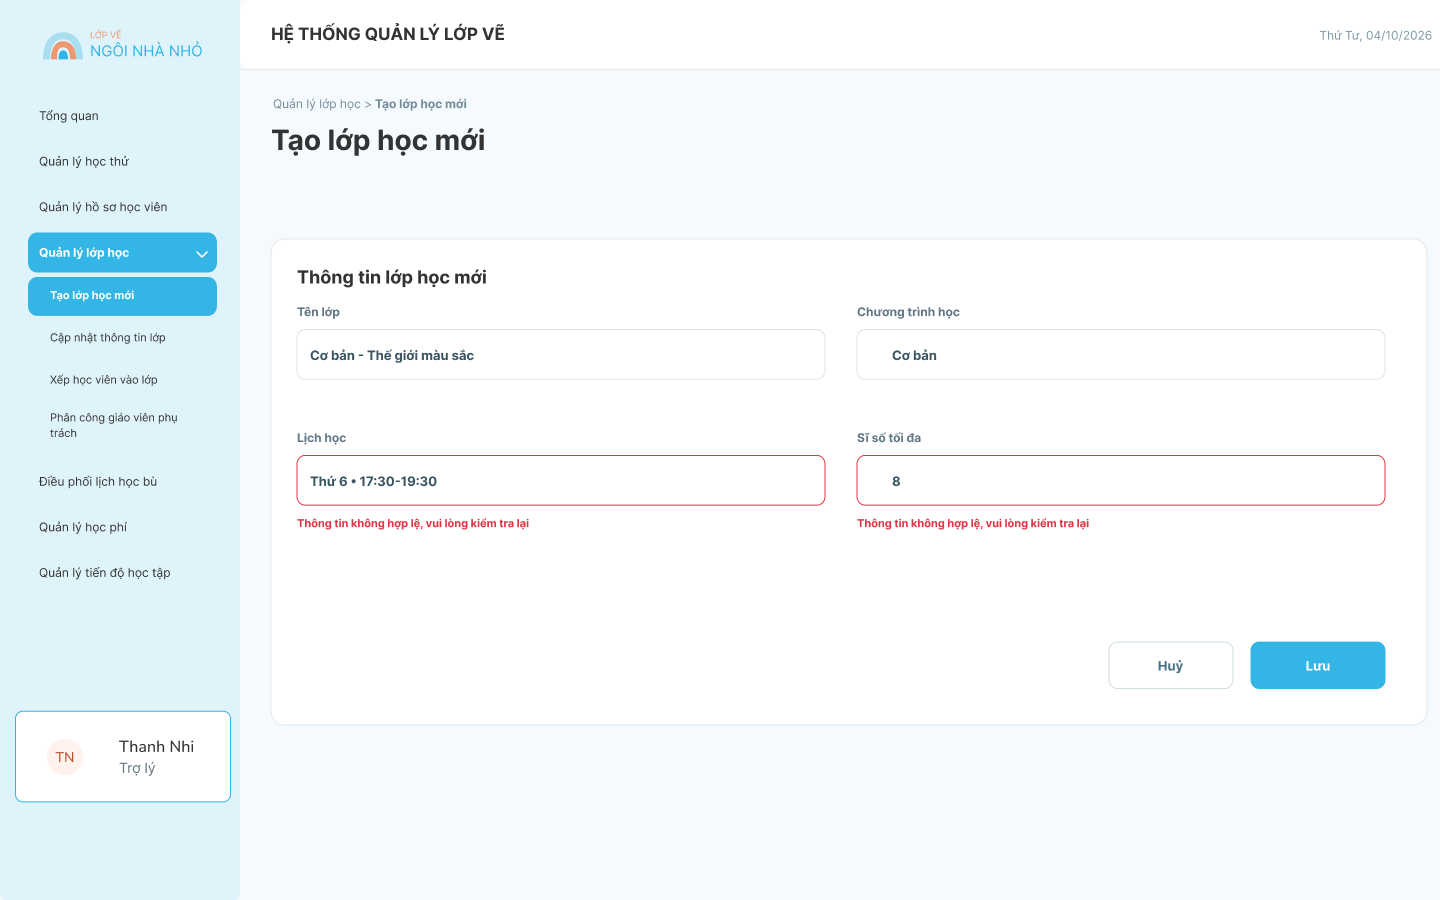 LỚP VẼ
NGÔI NHÀ NHỎ
HỆ THỐNG QUẢN LÝ LỚP VẼ
Thứ Tư, 04/10/2026
Tổng quan
Quản lý học thử
Quản lý hồ sơ học viên
Quản lý lớp học
Tạo lớp học mới
Cập nhật thông tin lớp
Xếp học viên vào lớp
Phân công giáo viên phụ
trách
Điều phối lịch học bù
Quản lý học phí
Quản lý tiến độ học tập
TN
Thanh Nhi
Trợ lý
Quản lý lớp học > Tạo lớp học mới
Tạo lớp học mới
Thông tin lớp học mới
Tên lớp
Cơ bản - Thế giới màu sắc
Chương trình học
Cơ bản
Lịch học
Thứ 6 • 17:30-19:30
Thông tin không hợp lệ, vui lòng kiểm tra lại
Sĩ số tối đa
8
Thông tin không hợp lệ, vui lòng kiểm tra lại
Huỷ
Lưu